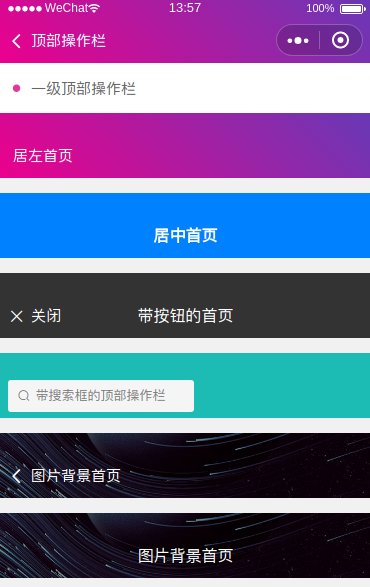 ●●●●● WeChat 13:57 100%
顶部操作栏
一级顶部操作栏
居左首页
居中首页
关闭 带按钮的首页
带搜索框的顶部操作栏
图片背景首页
图片背景首页